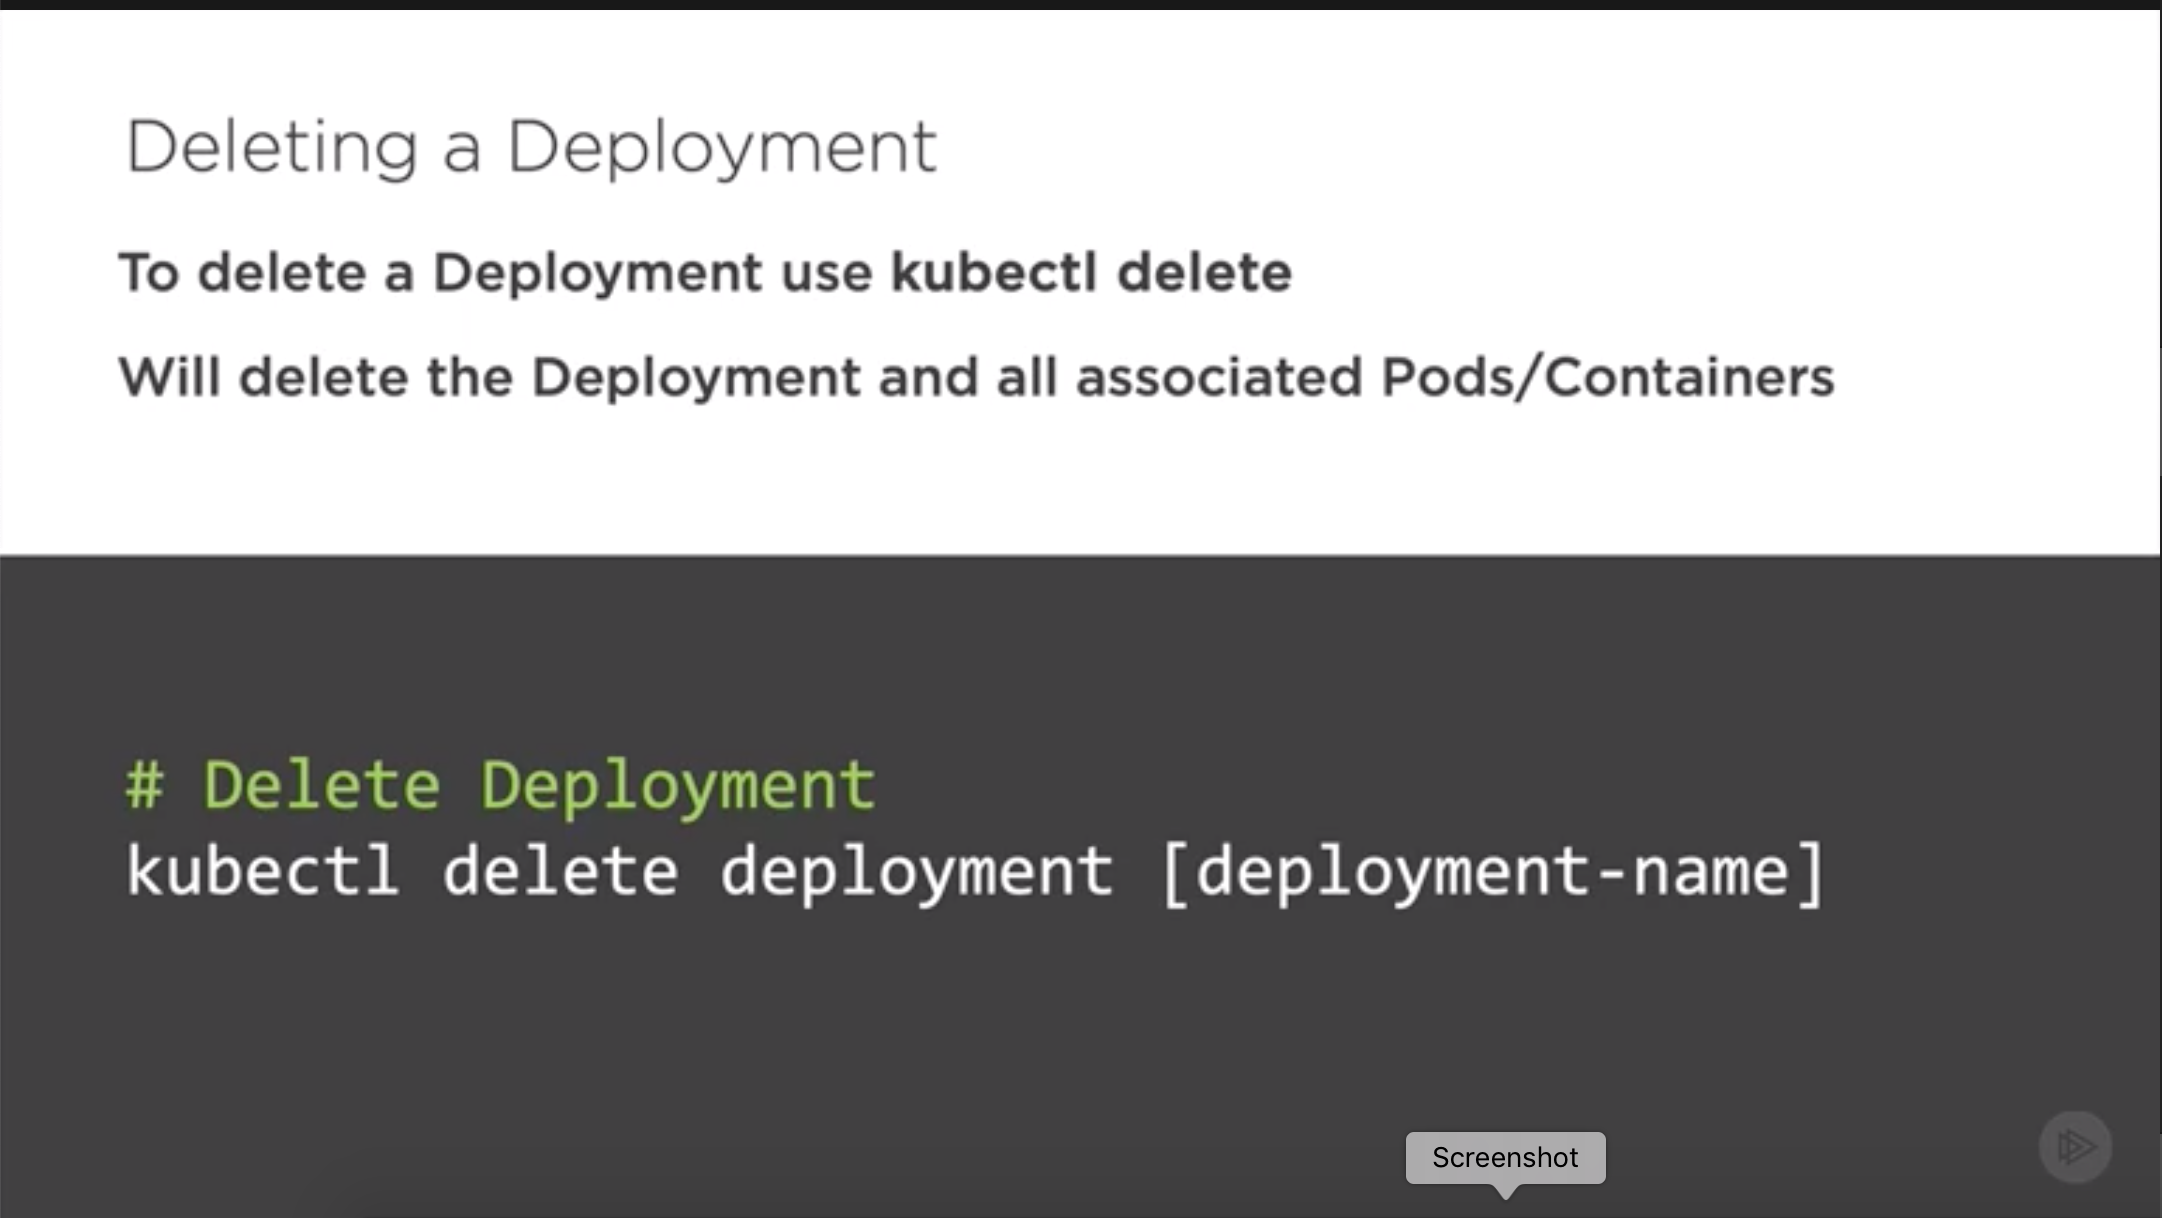 Deleting a Deployment
To delete a Deployment use kubectl delete
Will delete the Deployment and all associated Pods/Containers
# Delete Deployment
kubectl delete deployment [deployment-name]
Screenshot